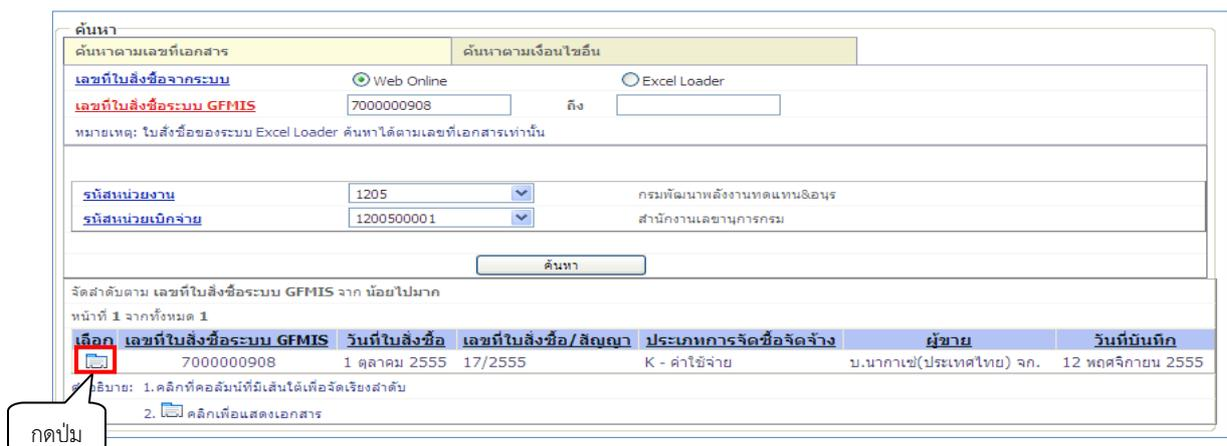 ค้นหา
ค้นหาตามเลขที่เอกสาร ค้นหาตามเงื่อนไขอื่น
เลขที่ใบสั่งซื้อจากระบบ Web Online Excel Loader
เลขที่ใบสั่งซื้อระบบ GFMIS 7000000908 ถึง
หมายเหตุ: ใบสั่งซื้อของระบบ Excel Loader ค้นหาได้ตามเลขที่เอกสารเท่านั้น
รหัสหน่วยงาน 1205 กรมพัฒนาพลังงานทดแทน&อนุร
รหัสหน่วยเบิกจ่าย 1200500001 สำนักงานเลขานุการกรม
ค้นหา
จัดลำดับตาม เลขที่ใบสั่งซื้อระบบ GFMIS จาก น้อยไปมาก
หน้าที่ 1 จากทั้งหมด 1
เลือก เลขที่ใบสั่งซื้อระบบ GFMIS วันที่ใบสั่งซื้อ เลขที่ใบสั่งซื้อ/สัญญา ประเภทการจัดซื้อจัดจ้าง ผู้ขาย วันที่บันทึก
7000000908 1 ตุลาคม 2555 17/2555 K - ค่าใช้จ่าย บ.นากาเซ่(ประเทศไทย) จก. 12 พฤศจิกายน 2555
คำอธิบาย: 1.คลิกที่คอลัมน์ที่มีเส้นใต้เพื่อจัดเรียงลำดับ
2. คลิกเพื่อแสดงเอกสาร
กดปุ่ม